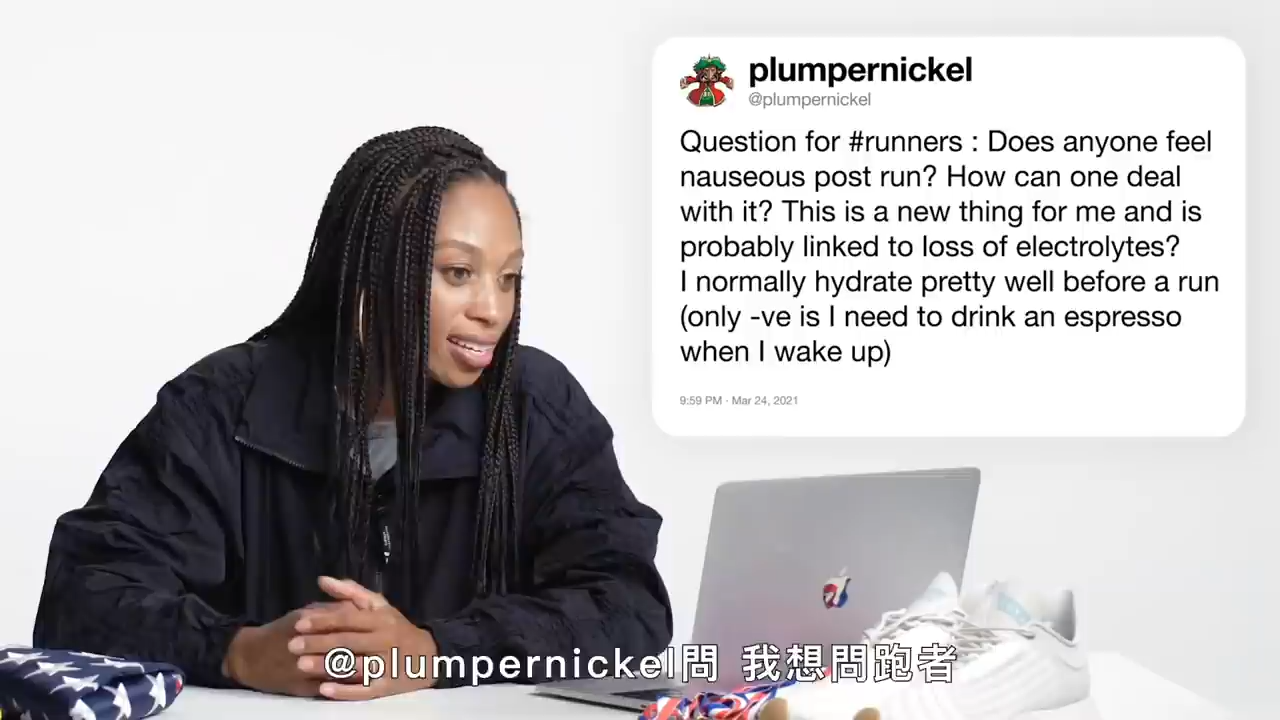 plumpernickel
@plumpernickel
Question for #runners : Does anyone feel
nauseous post run? How can one deal
with it? This is a new thing for me and is
probably linked to loss of electrolytes?
I normally hydrate pretty well before a run
(only -ve is I need to drink an espresso
when I wake up)
9:59 PM · Mar 24, 2021
@plumpernickel問 我想問跑者